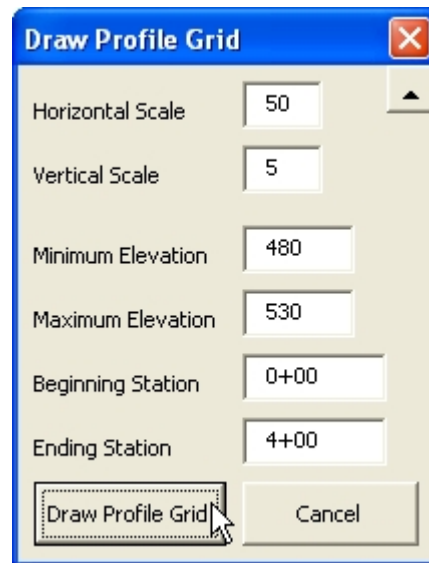 Draw Profile Grid
Horizontal Scale 50
Vertical Scale 5
Minimum Elevation 480
Maximum Elevation 530
Beginning Station 0+00
Ending Station 4+00
Draw Profile Grid Cancel